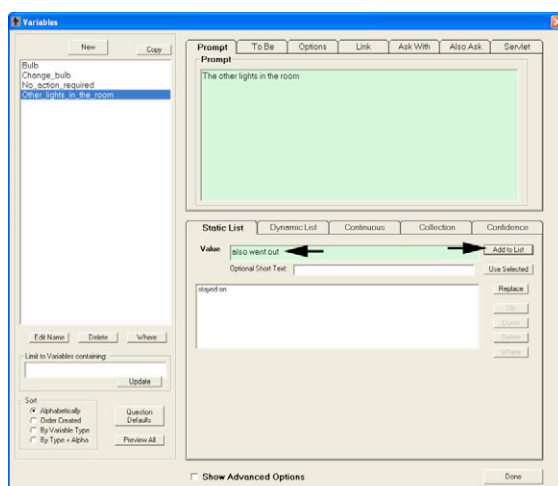 Variables
New
Copy
Bulb
Change_bulb
No_action_required
Other_lights_in_the_room
Edit Name
Delete
Where
Limit to Variables containing
Update
Sort
Alphabetically
Order Created
By Variable Type
By Type + Alpha
Question
Defaults
Preview All
Prompt
To Be
Options
Link
Ask With
Also Ask
Servlet
Prompt
The other lights in the room
Static List
Dynamic List
Continuous
Collection
Confidence
Value
also went out
Add to List
Optional Short Text:
Use Selected
stayed on
Replace
Up
Down
Delete
Where
Show Advanced Options
Done